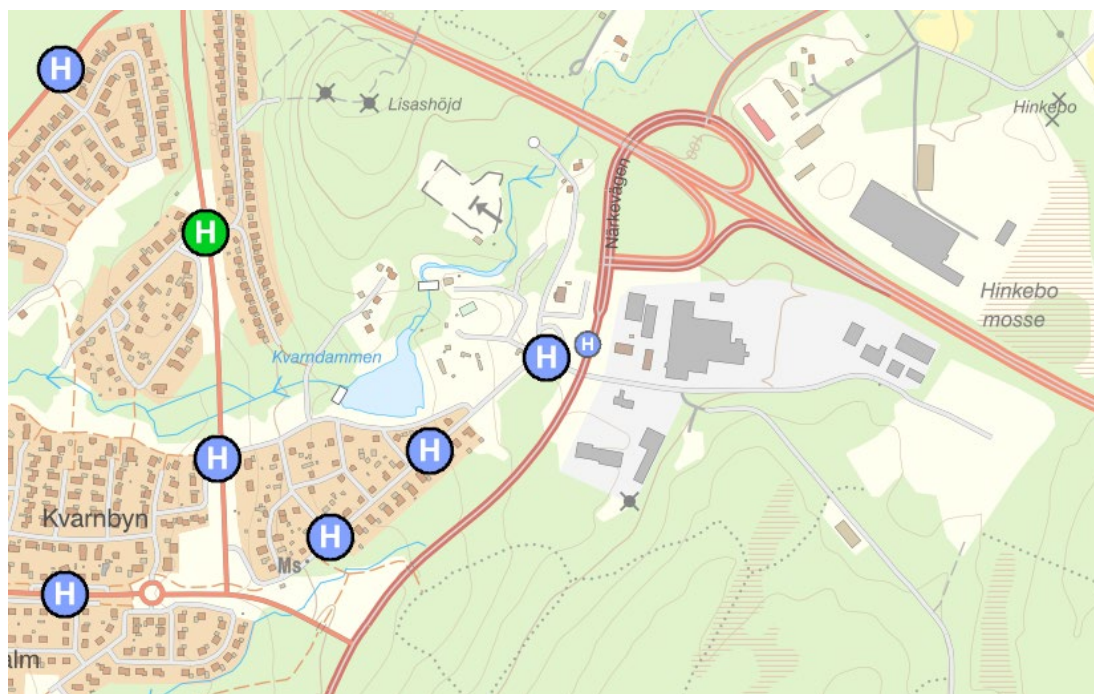 H
Lisashöjd
Hinkebo
H
Närkevägen
Hinkebo
mosse
Kvarndammen
H
H
H
H
Kvarnbyn
H
Ms
H
alm